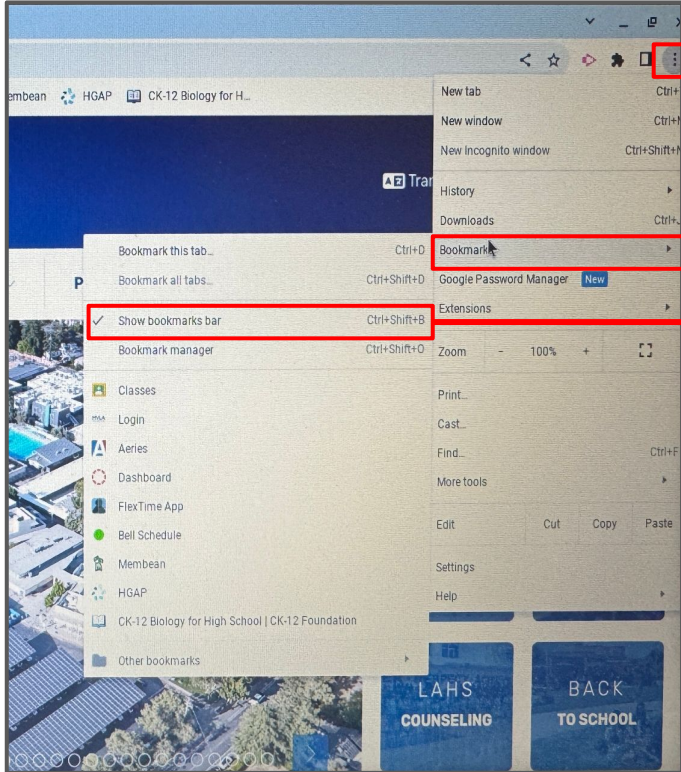 embean HGAP CK-12 Biology for H...
New tab Ctrl+
New window Ctrl+
New Incognito window Ctrl+Shift+
Tran
History
Downloads Ctrl+
Bookmark
Google Password Manager New
Extensions
Bookmark this tab... Ctrl+D
Bookmark all tabs... Ctrl+Shift+D
P
Show bookmarks bar Ctrl+Shift+B
Bookmark manager Ctrl+Shift+O
Classes
Login
Aeries
Dashboard
FlexTime App
Bell Schedule
Membean
HGAP
CK-12 Biology for High School | CK-12 Foundation
Other bookmarks
Zoom - 100% +
Print...
Cast...
Find... Ctrl+F
More tools
Edit Cut Copy Paste
Settings
Help
LAHS
COUNSELING
BACK
TO SCHOOL